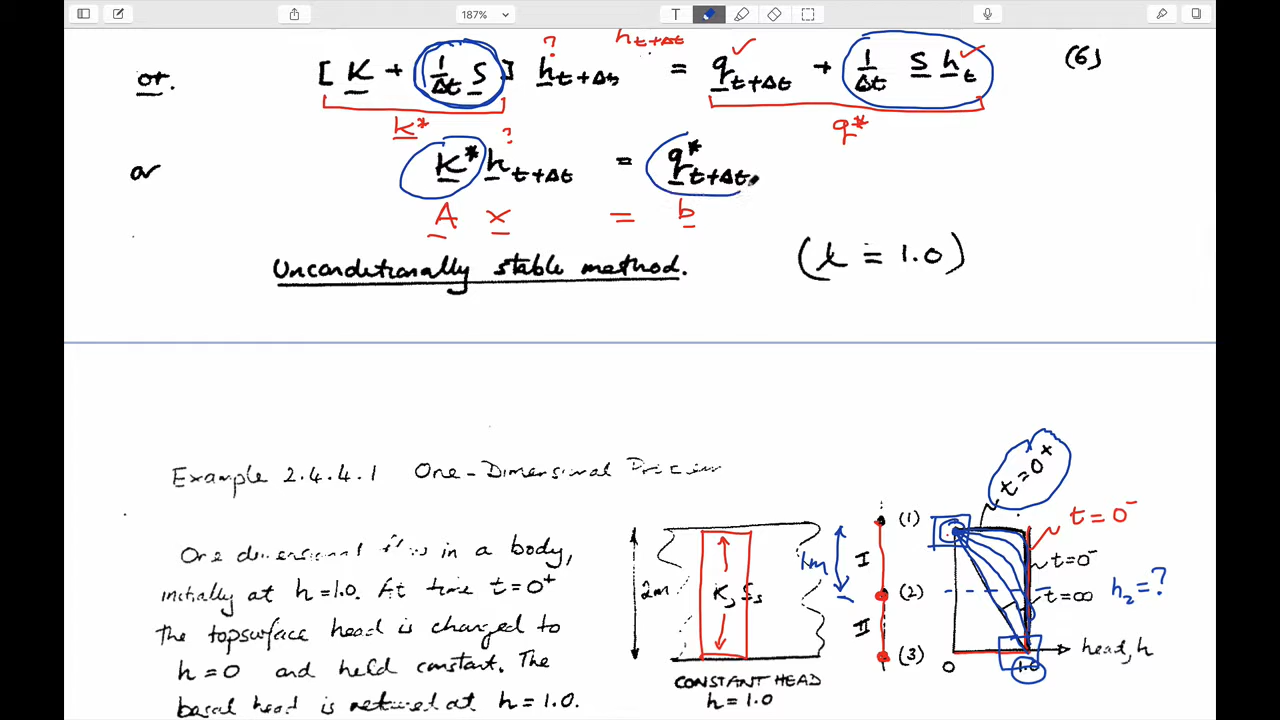 187%
T
?
h t+Δt
or. [ K + 1/Δt S ] h t+Δt = q t+Δt + 1/Δt S h t (6)
K* q*
?
or K* h t+Δt = q* t+Δt.
A x = b
Unconditionally stable method. ( = 1.0)
Example 2.4.4.1 One-Dimensional
One dimensional in a body,
initially at h=1.0. At time t=0+
The top surface head is changed to
h=0 and held constant. The
basal head is retained at h=1.0.
2m
K, Ss
CONSTANT HEAD
h=1.0
1m
(1)
I
(2)
II
(3)
t=0+
t=0-
t=0-
t=∞
h2=?
0
1.0
head, h